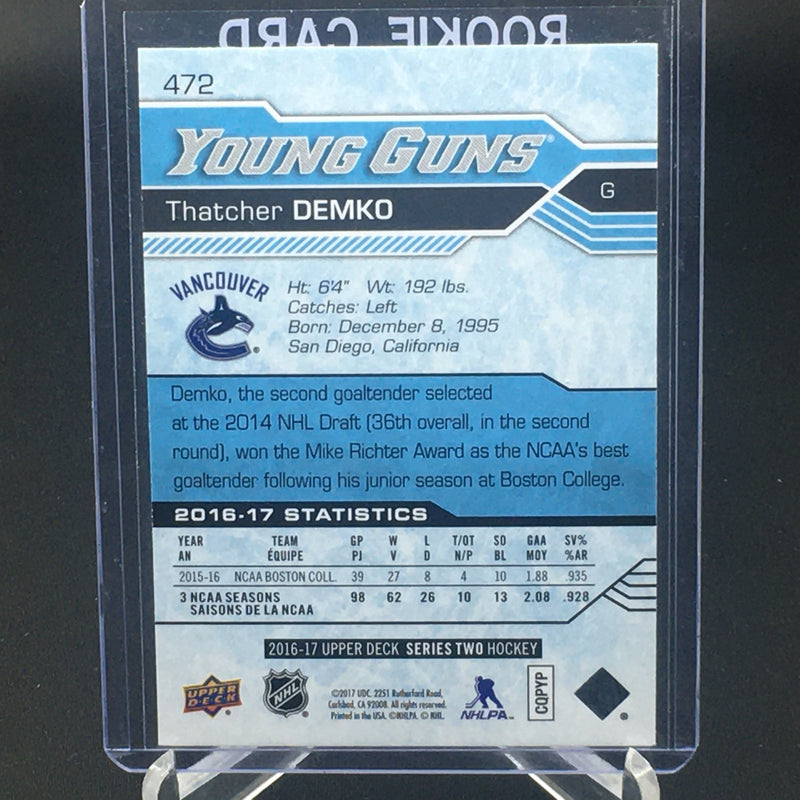 ROOKIE CARD
472
YOUNG GUNS
G
Thatcher DEMKO
VANCOUVER
Ht: 6'4" Wt: 192 lbs.
Catches: Left
Born: December 8, 1995
San Diego, California
Demko, the second goaltender selected
at the 2014 NHL Draft (36th overall, in the second
round), won the Mike Richter Award as the NCAA's best
goaltender following his junior season at Boston College.
2016-17 STATISTICS
YEAR TEAM GP W L T/OT SO GAA SV%
AN ÉQUIPE PJ V D N/P BL MOY %AR
2015-16 NCAA BOSTON COLL. 39 27 8 4 10 1.88 .935
3 NCAA SEASONS 98 62 26 10 13 2.08 .928
SAISONS DE LA NCAA
2016-17 UPPER DECK SERIES TWO HOCKEY
UPPER DECK
NHL
©2017 UDC. 2251 Rutherford Road,
Carlsbad, CA 92008. All rights reserved.
Printed in the USA. ©NHLPA. © NHL.
NHLPA
CQPYP